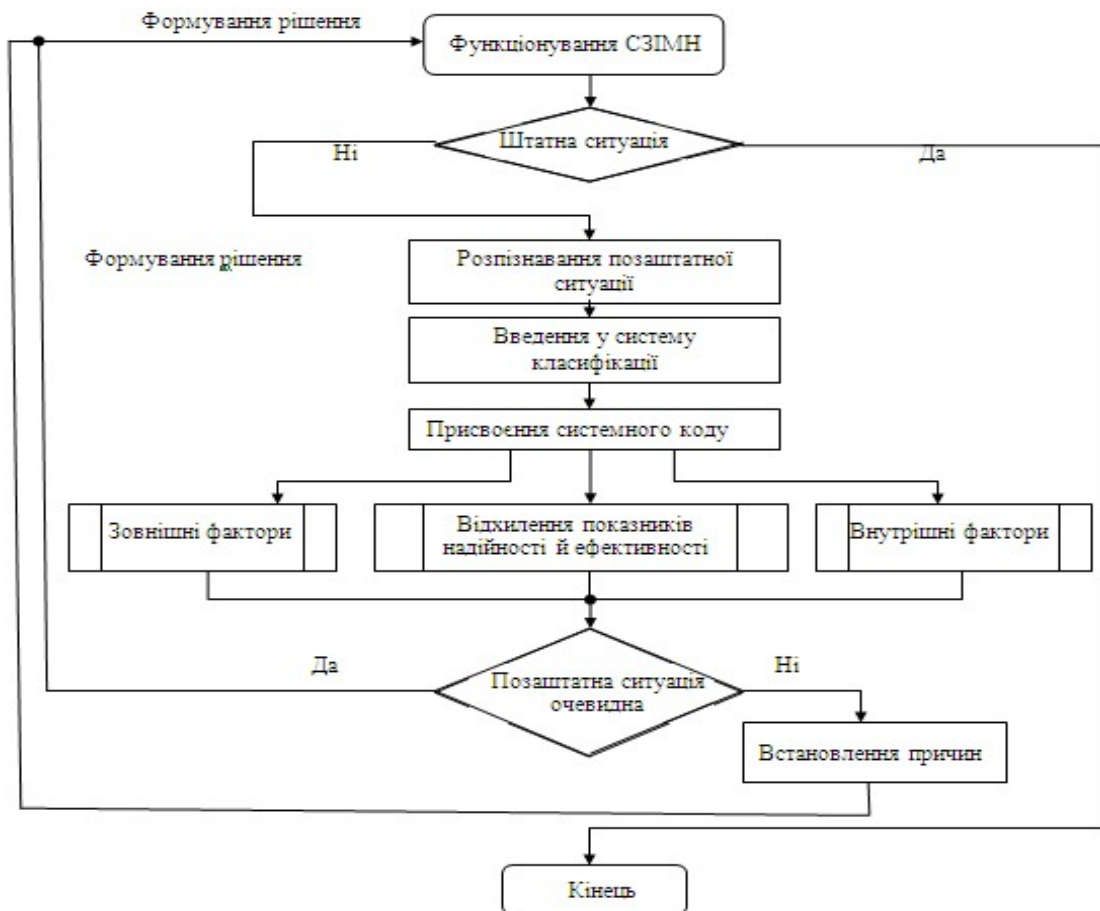 Формування рішення
Функціонування СЗІМН
Штатна ситуація
Ні
Да
Формування рішення
Розпізнавання позаштатної
ситуації
Введення у систему
класифікації
Присвоєння системного коду
Зовнішні фактори
Відхилення показників
надійності й ефективності
Внутрішні фактори
Да
Ні
Позаштатна ситуація
очевидна
Встановлення причин
Кінець